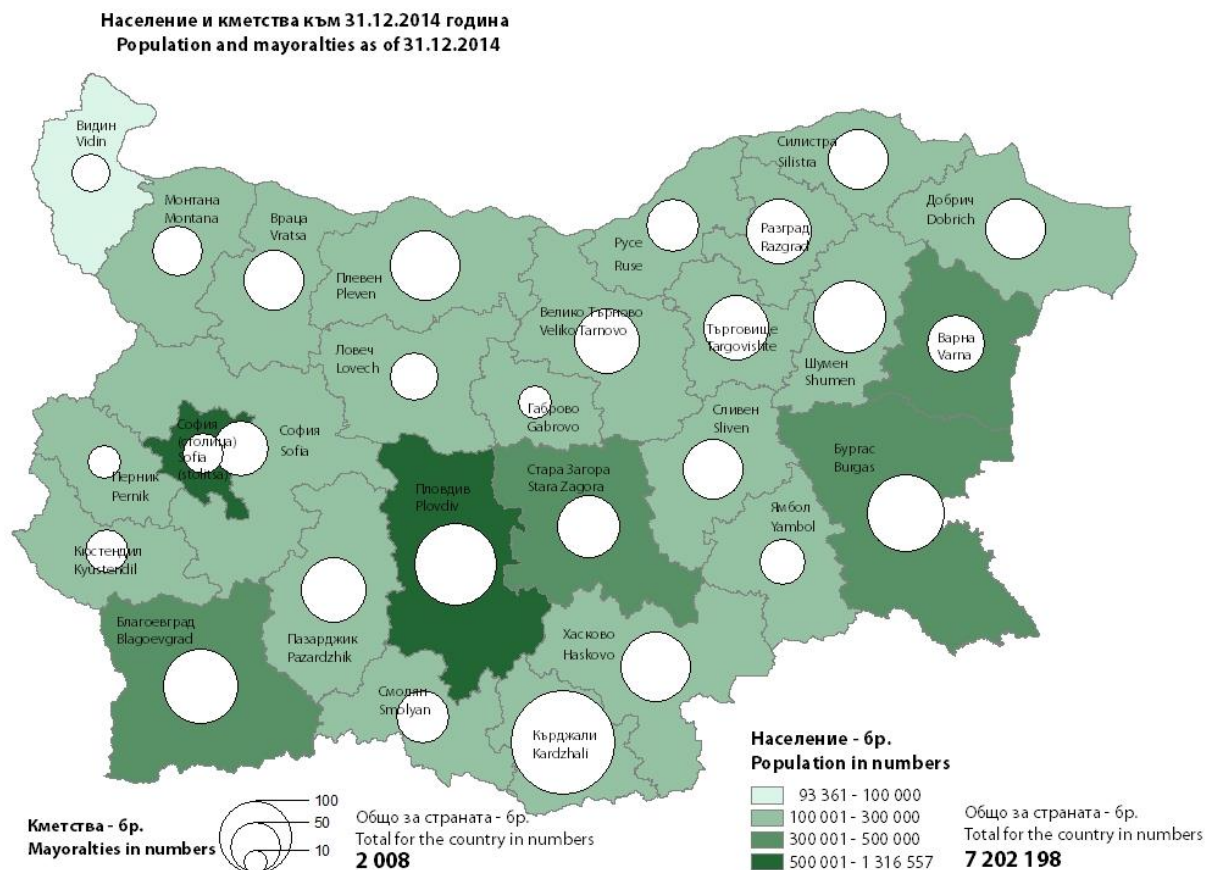 Население и кметства към 31.12.2014 година
Population and mayoralties as of 31.12.2014
Видин
Vidin
Монтана
Montana
Враца
Vratsa
Плевен
Pleven
Русе
Ruse
Силистра
Silistra
Разград
Razgrad
Добрич
Dobrich
Велико Търново
Veliko Tarnovo
Търговище
Targovishte
Шумен
Shumen
Варна
Varna
Ловеч
Lovech
Габрово
Gabrovo
София
(столица)
Sofia
(stolitsa)
София
Sofia
Перник
Pernik
Кюстендил
Kyustendil
Благоевград
Blagoevgrad
Пазарджик
Pazardzhik
Пловдив
Plovdiv
Стара Загора
Stara Zagora
Сливен
Sliven
Ямбол
Yambol
Бургас
Burgas
Хасково
Haskovo
Смолян
Smolyan
Кърджали
Kardzhali
Кметства - бр.
Mayoralties in numbers
100
50
10
Общо за страната - бр.
Total for the country in numbers
2 008
Население - бр.
Population in numbers
93 361 - 100 000
100 001 - 300 000
300 001 - 500 000
500 001 - 1 316 557
Общо за страната - бр.
Total for the country in numbers
7 202 198